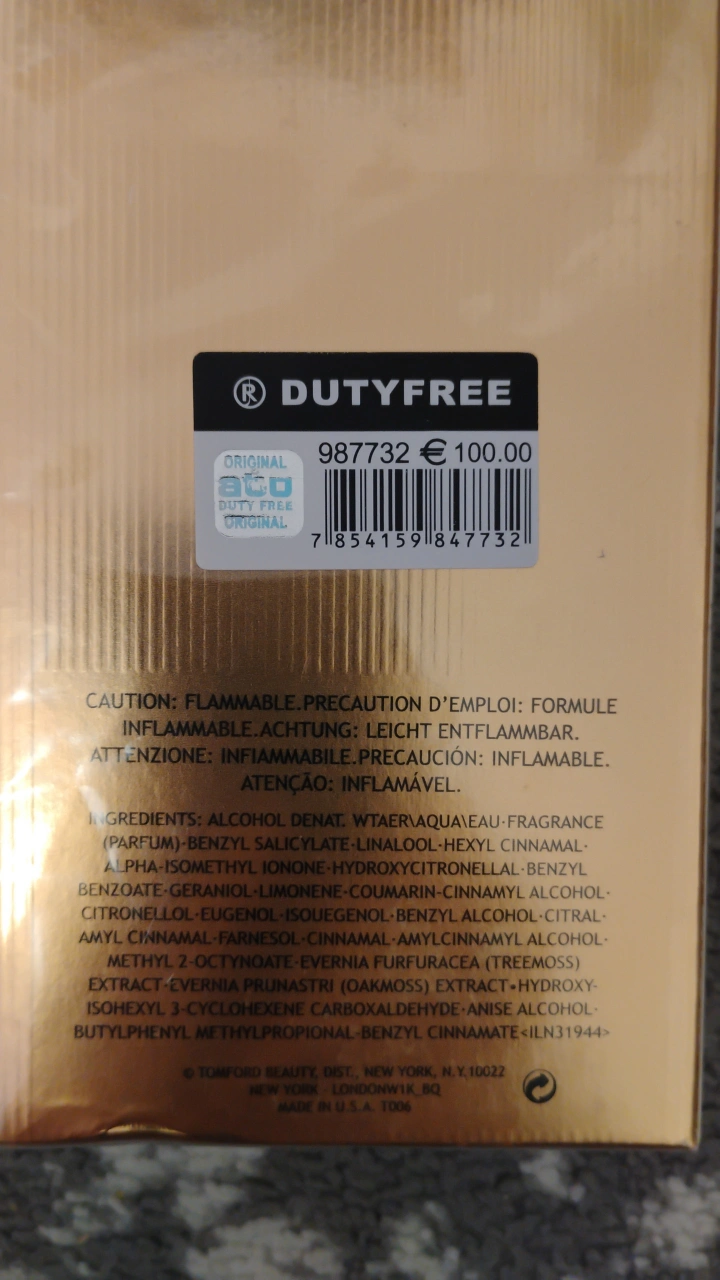 ® DUTYFREE
987732 € 100.00
ORIGINAL
ato
DUTY FREE
ORIGINAL
7 854159 847732
CAUTION: FLAMMABLE.PRECAUTION D'EMPLOI: FORMULE
INFLAMMABLE.ACHTUNG: LEICHT ENTFLAMMBAR.
ATTENZIONE: INFIAMMABILE.PRECAUCIÓN: INFLAMABLE.
ATENÇÃO: INFLAMÁVEL.
INGREDIENTS: ALCOHOL DENAT. WTAER\AQUA\EAU·FRAGRANCE
(PARFUM)·BENZYL SALICYLATE·LINALOOL·HEXYL CINNAMAL·
ALPHA-ISOMETHYL IONONE·HYDROXYCITRONELLAL·BENZYL
BENZOATE·GERANIOL·LIMONENE·COUMARIN·CINNAMYL ALCOHOL·
CITRONELLOL·EUGENOL·ISOUEGENOL·BENZYL ALCOHOL·CITRAL·
AMYL CINNAMAL·FARNESOL·CINNAMAL·AMYLCINNAMYL ALCOHOL·
METHYL 2-OCTYNOATE·EVERNIA FURFURACEA (TREEMOSS)
EXTRACT·EVERNIA PRUNASTRI (OAKMOSS) EXTRACT•HYDROXY-
ISOHEXYL 3-CYCLOHEXENE CARBOXALDEHYDE·ANISE ALCOHOL·
BUTYLPHENYL METHYLPROPIONAL·BENZYL CINNAMATE<ILN31944>
© TOMFORD BEAUTY, DIST., NEW YORK, N.Y.10022
NEW YORK - LONDONW1K_BQ
MADE IN U.S.A. T006